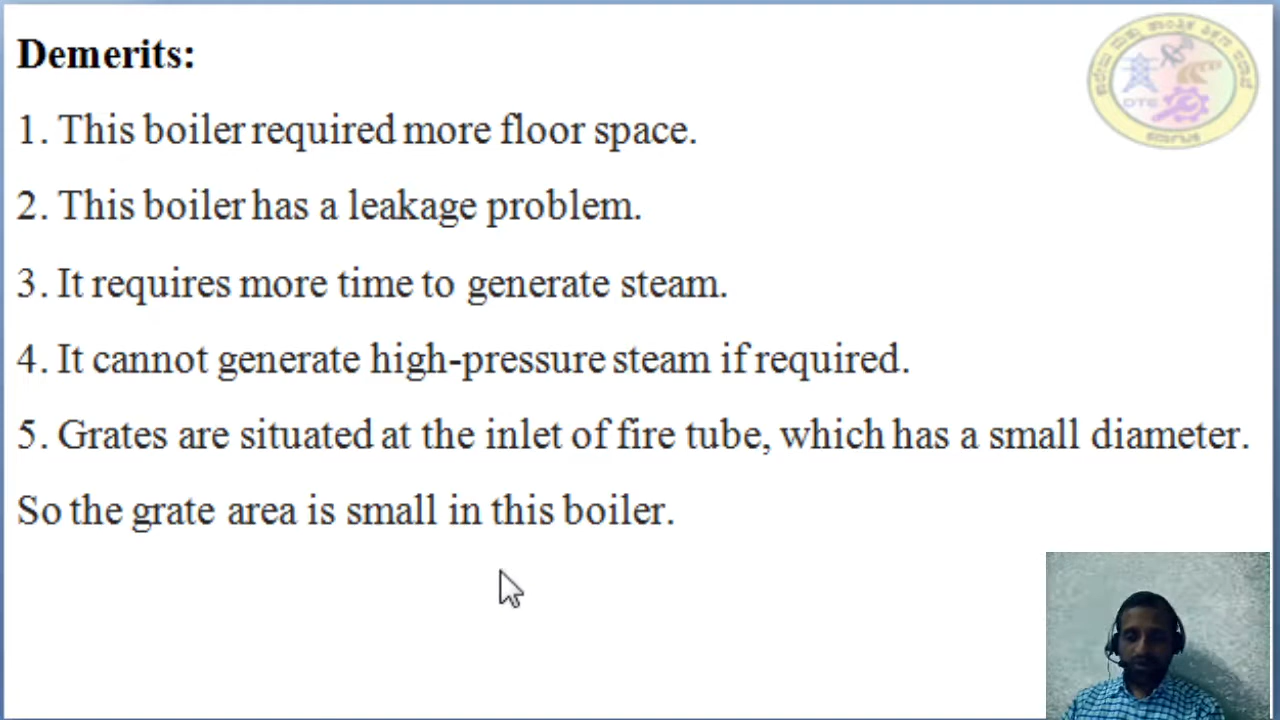 Demerits:
1. This boiler required more floor space.
2. This boiler has a leakage problem.
3. It requires more time to generate steam.
4. It cannot generate high-pressure steam if required.
5. Grates are situated at the inlet of fire tube, which has a small diameter.
So the grate area is small in this boiler.
DTE